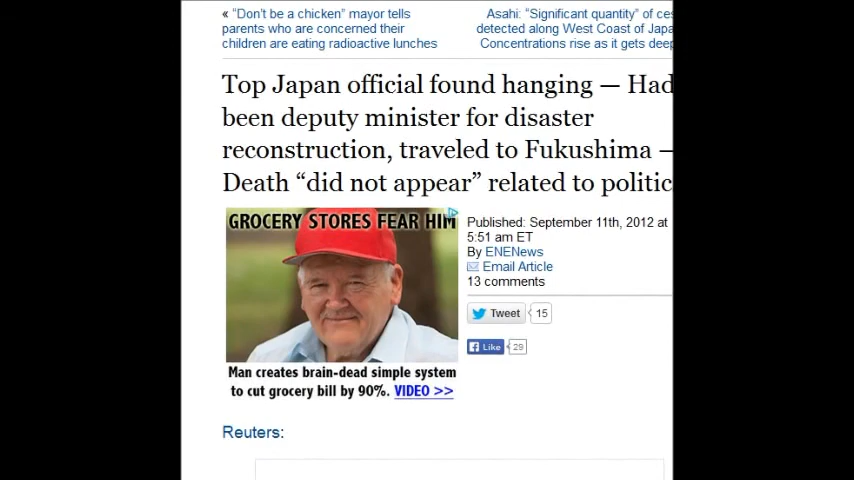 « “Don’t be a chicken” mayor tells
parents who are concerned their
children are eating radioactive lunches
Asahi: “Significant quantity” of
detected along West Coast of
Concentrations rise as it gets
Top Japan official found hanging — Had
been deputy minister for disaster
reconstruction, traveled to Fukushima —
Death “did not appear” related to
GROCERY STORES FEAR HIM
Man creates brain-dead simple system
to cut grocery bill by 90%. VIDEO >>
Published: September 11th, 2012 at
5:51 am ET
By ENENews
Email Article
13 comments
Tweet 15
Like 29
Reuters: